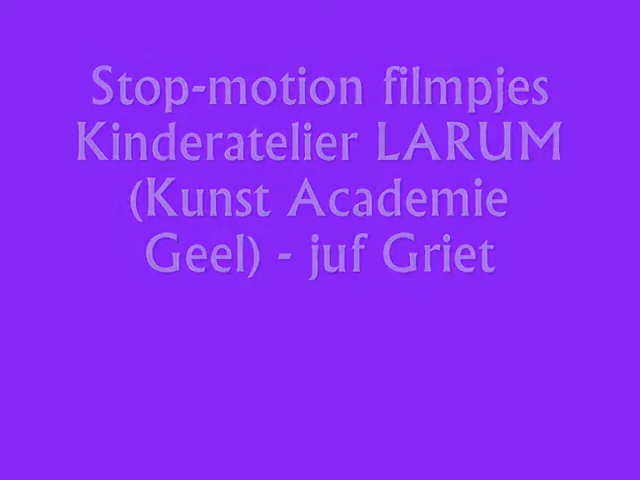 Stop-motion filmpjes
Kinderatelier LARUM
(Kunst Academie
Geel) - juf Griet